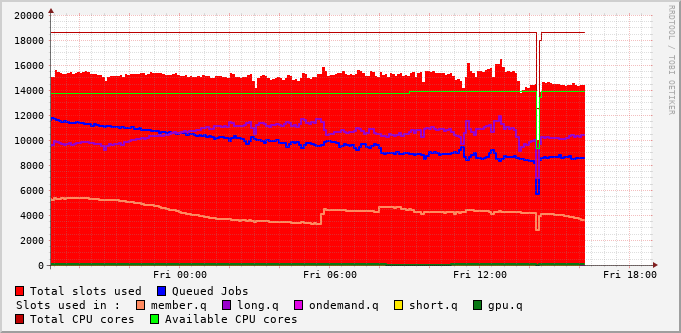 RRDTOOL / TOBI OETIKER
20000
18000
16000
14000
12000
10000
8000
6000
4000
2000
0
Fri 00:00 Fri 06:00 Fri 12:00 Fri 18:00
Total slots used Queued Jobs
Slots used in : member.q long.q ondemand.q short.q gpu.q
Total CPU cores Available CPU cores